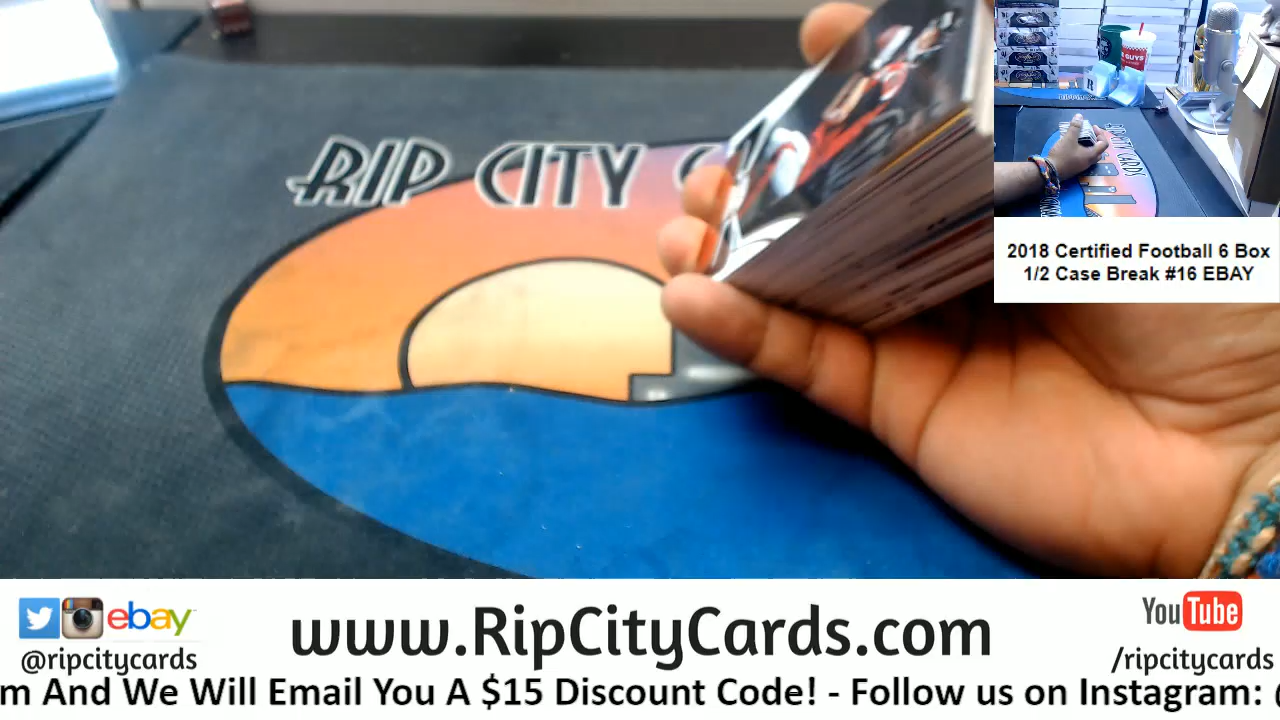 RIP CITY C
GUYS
2018 Certified Football 6 Box
1/2 Case Break #16 EBAY
ebay
www.RipCityCards.com
YouTube
@ripcitycards
/ripcitycards
m And We Will Email You A $15 Discount Code! - Follow us on Instagram: